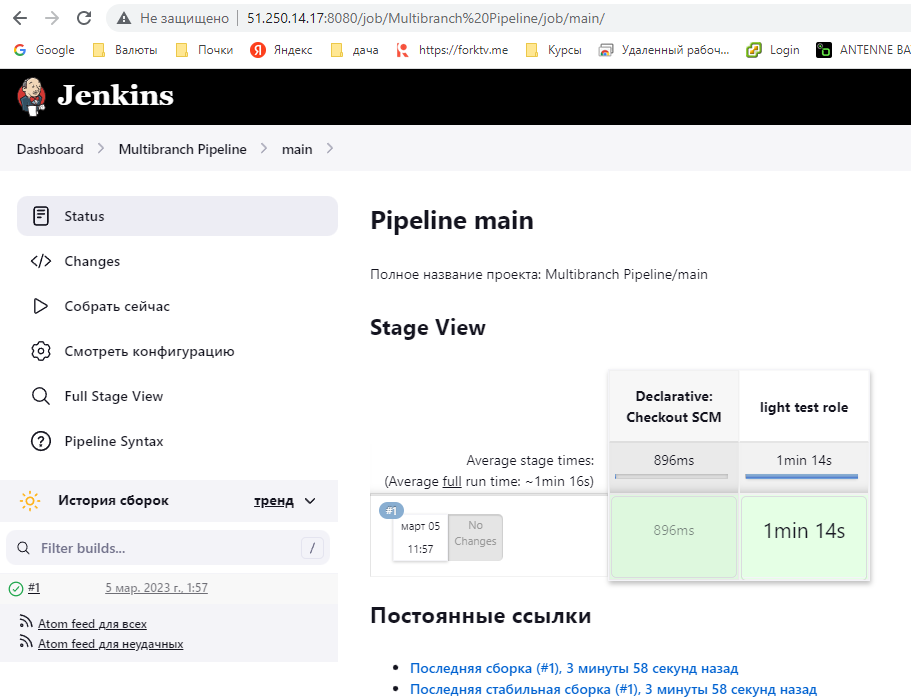 Не защищено | 51.250.14.17:8080/job/Multibranch%20Pipeline/job/main/
Google Валюты Почки Яндекс дача https://forktv.me Курсы Удаленный рабоч... Login ANTENNE BA
Jenkins
Dashboard Multibranch Pipeline main
Status
Changes
Собрать сейчас
Смотреть конфигурацию
Full Stage View
Pipeline Syntax
История сборок тренд
Filter builds... /
#1 5 мар. 2023 г., 1:57
Atom feed для всех
Atom feed для неудачных
Pipeline main
Полное название проекта: Multibranch Pipeline/main
Stage View
Declarative:
Checkout SCM
light test role
Average stage times:
(Average full run time: ~1min 16s)
896ms
1min 14s
#1
март 05
11:57
No
Changes
896ms
1min 14s
Постоянные ссылки
Последняя сборка (#1), 3 минуты 58 секунд назад
Последняя стабильная сборка (#1), 3 минуты 58 секунд назад